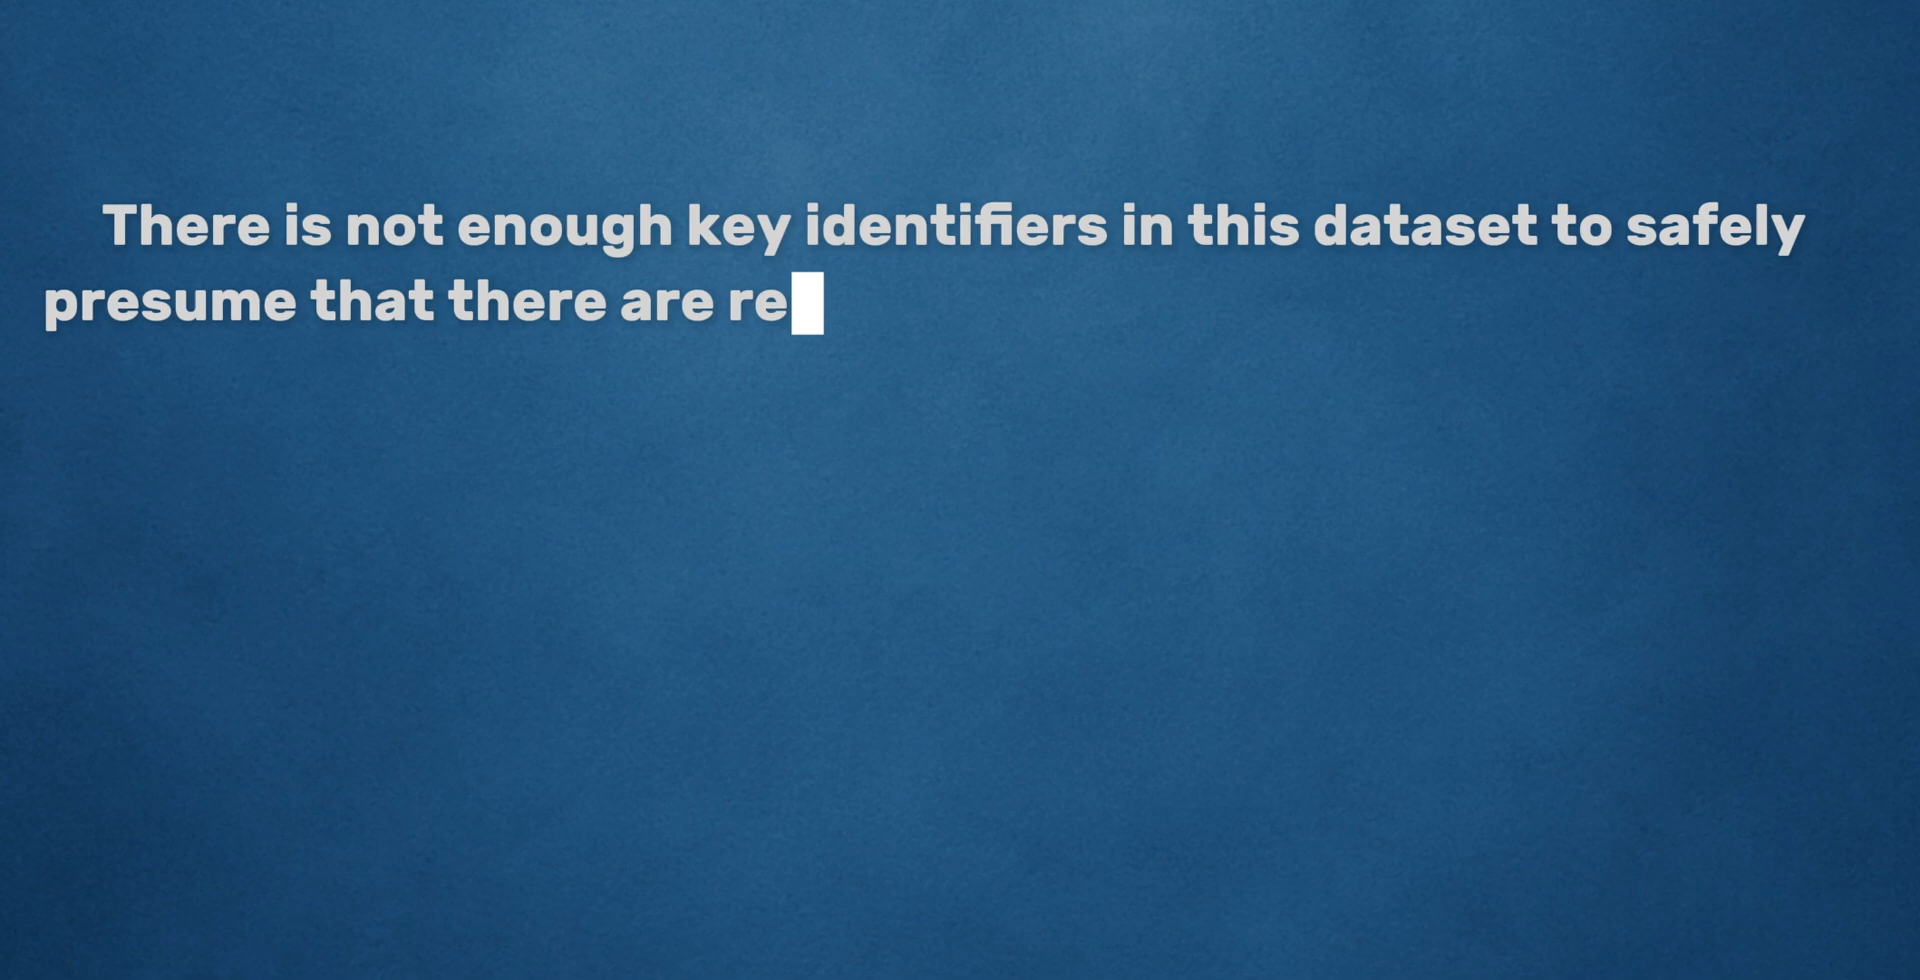 There is not enough key identifiers in this dataset to safely
presume that there are re